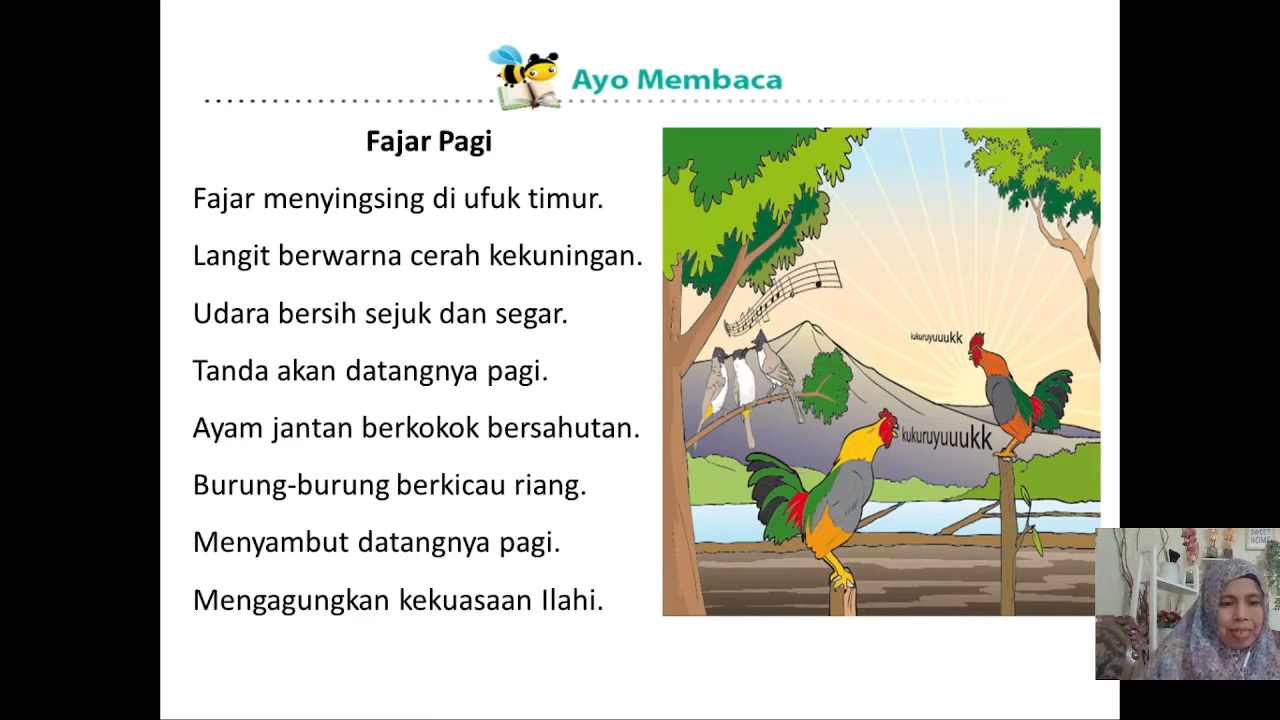 Ayo Membaca
Fajar Pagi
Fajar menyingsing di ufuk timur.
Langit berwarna cerah kekuningan.
Udara bersih sejuk dan segar.
Tanda akan datangnya pagi.
Ayam jantan berkokok bersahutan.
Burung-burung berkicau riang.
Menyambut datangnya pagi.
Mengagungkan kekuasaan Ilahi.
kukuruyuuukk
kukuruyuuukk
SWEET
HOME